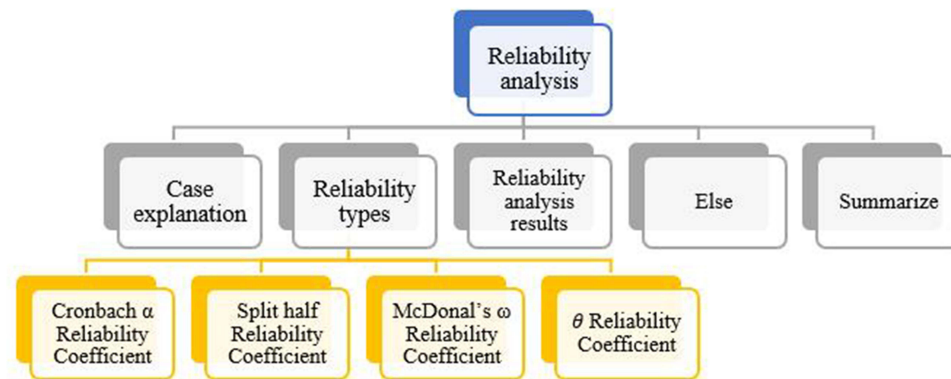 Reliability
analysis
Case
explanation
Reliability
types
Reliability
analysis
results
Else
Summarize
Cronbach α
Reliability
Coefficient
Split half
Reliability
Coefficient
McDonal’s ω
Reliability
Coefficient
θ Reliability
Coefficient